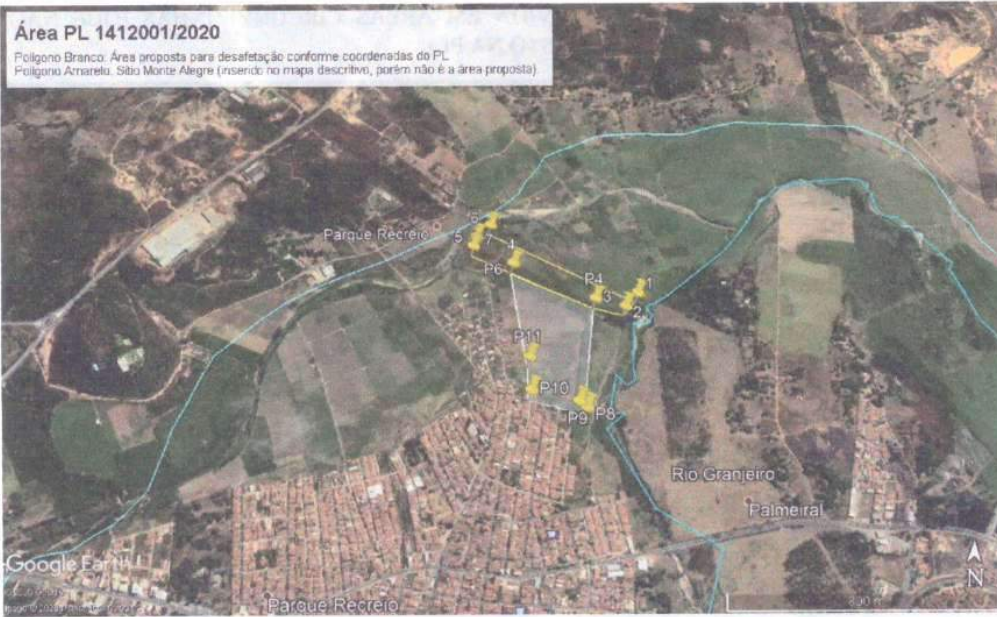 Área PL 1412001/2020
Polígono Branco: Área proposta para desafetação conforme coordenadas do PL
Polígono Amarelo: Sítio Monte Alegre (inserido no mapa descritivo, porém não é a área proposta)
6
5
7
Parque Recreio
4
P6
P4
3
1
2
P11
P10
P9
P8
Rio Granjeiro
Palmeiral
Google Earth
N
Parque Recreio
800 m